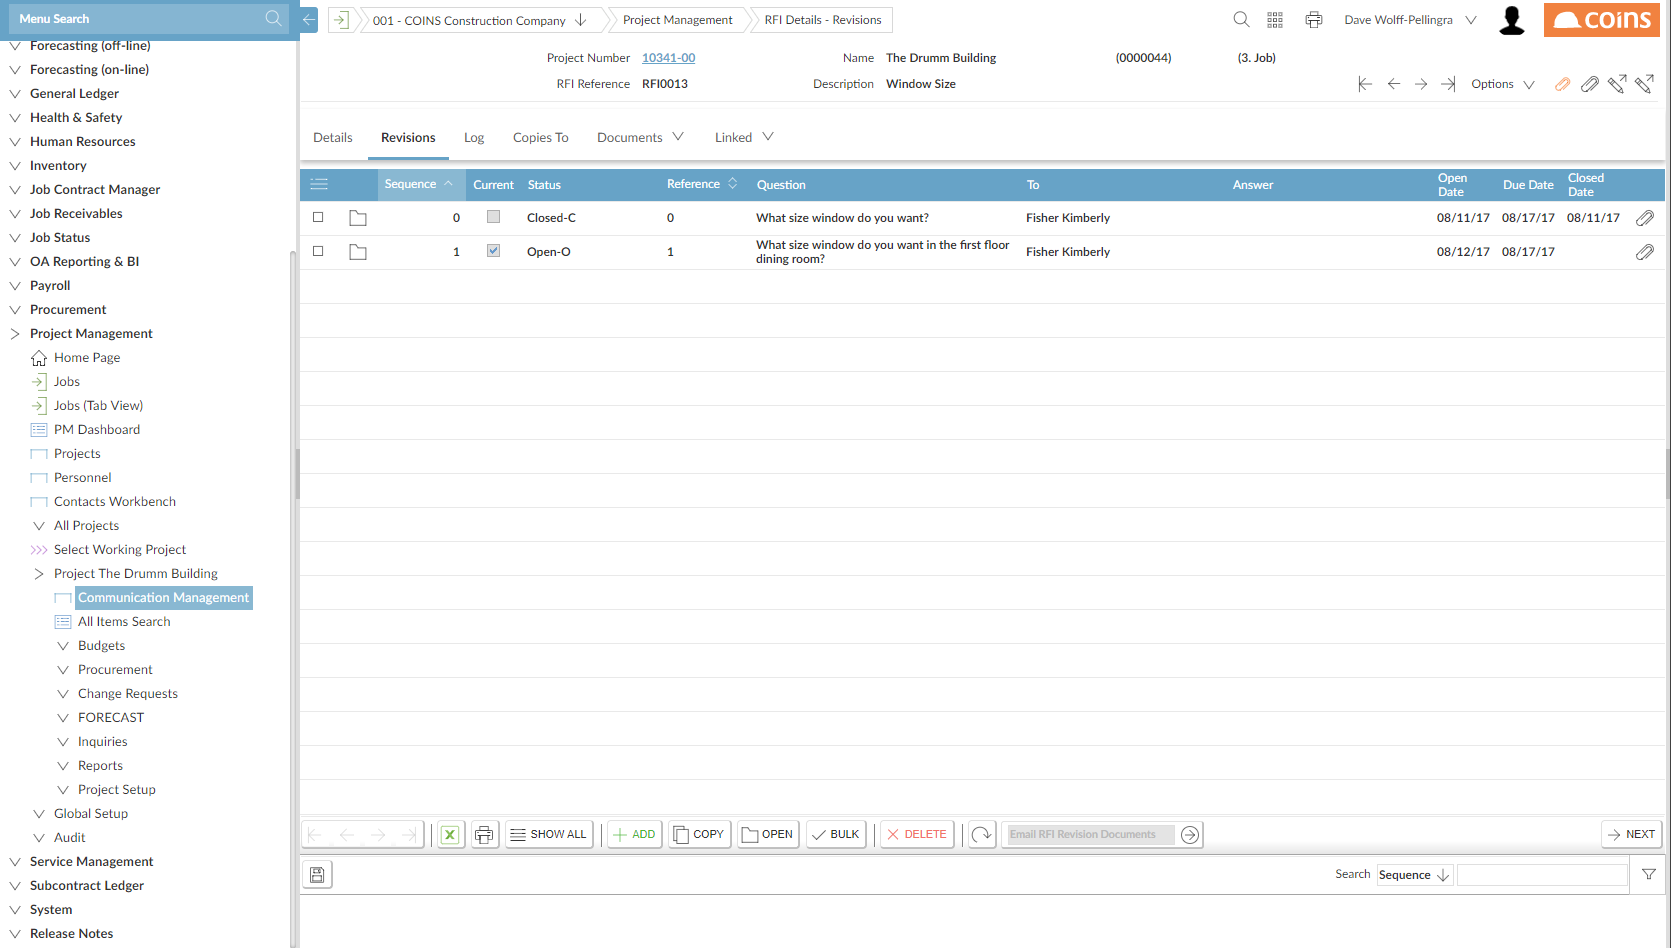 Menu Search
Forecasting (off-line)
Forecasting (on-line)
General Ledger
Health & Safety
Human Resources
Inventory
Job Contract Manager
Job Receivables
Job Status
OA Reporting & BI
Payroll
Procurement
Project Management
Home Page
Jobs
Jobs (Tab View)
PM Dashboard
Projects
Personnel
Contacts Workbench
All Projects
Select Working Project
Project The Drumm Building
Communication Management
All Items Search
Budgets
Procurement
Change Requests
FORECAST
Inquiries
Reports
Project Setup
Global Setup
Audit
Service Management
Subcontract Ledger
System
Release Notes
001 - COINS Construction Company Project Management RFI Details - Revisions Dave Wolff-Pellingra coins
Project Number 10341-00 Name The Drumm Building (0000044) (3. Job)
RFI Reference RFI0013 Description Window Size Options
Details Revisions Log Copies To Documents Linked
Sequence Current Status Reference Question To Answer Open Date Due Date Closed Date
0 Closed-C 0 What size window do you want? Fisher Kimberly 08/11/17 08/17/17 08/11/17
1 Open-O 1 What size window do you want in the first floor dining room? Fisher Kimberly 08/12/17 08/17/17
SHOW ALL ADD COPY OPEN BULK DELETE Email RFI Revision Documents NEXT
Search Sequence